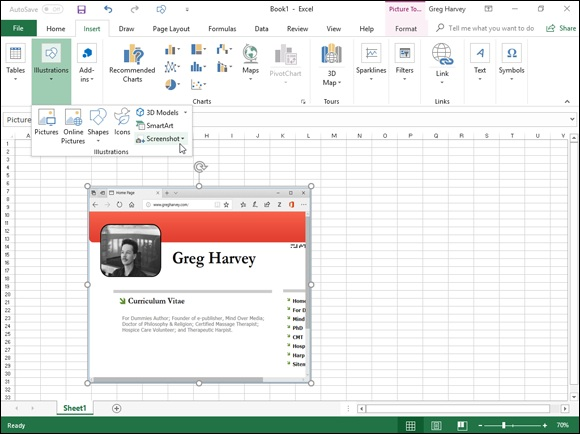 AutoSave Off
Book1 - Excel
Picture To...
Greg Harvey
File Home Insert Draw Page Layout Formulas Data Review View Help Format Tell me what you want to do Share
Tables Illustrations Add-ins Recommended Charts Maps PivotChart 3D Map Sparklines Filters Link Text Symbols
Charts Tours Links
Pictures Online Pictures Shapes Icons
3D Models
SmartArt
Screenshot
Illustrations
Picture
H I J K L M N O P Q R S T
1
2
3
4
5
6
7
8
9
10
11
12
13
14
15
16
17
18
19
20
21
22
23
24
25
26
27
28
29
30
31
32
33
Home Page
www.gregharvey.com/
Greg Harvey
Curriculum Vitae
For Dummies Author; Founder of e-publisher, Mind Over Media;
Doctor of Philosophy & Religion; Certified Massage Therapist;
Hospice Care Volunteer; and Therapeutic Harpist.
Home
For D
Mind
PhD
CMT
Hosp
Harp
Sitem
Sheet1
Ready
70%